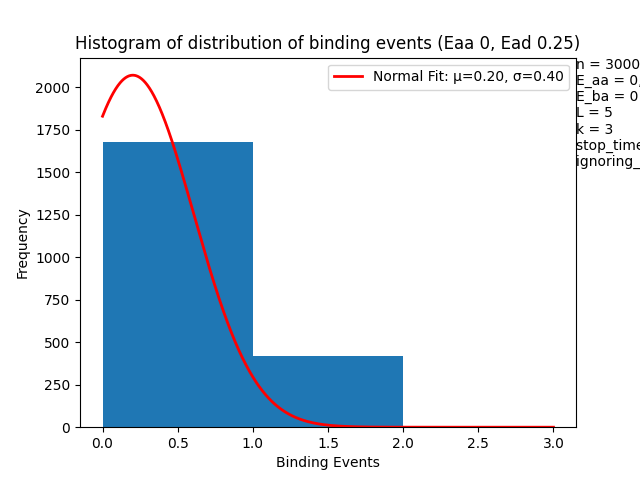 Histogram of distribution of binding events (Eaa 0, Ead 0.25)
Normal Fit: μ=0.20, σ=0.40
n = 3000
E_aa = 0,
E_ba = 0
L = 5
k = 3
stop_time
ignoring_
Frequency
2000
1750
1500
1250
1000
750
500
250
0
0.0 0.5 1.0 1.5 2.0 2.5 3.0
Binding Events